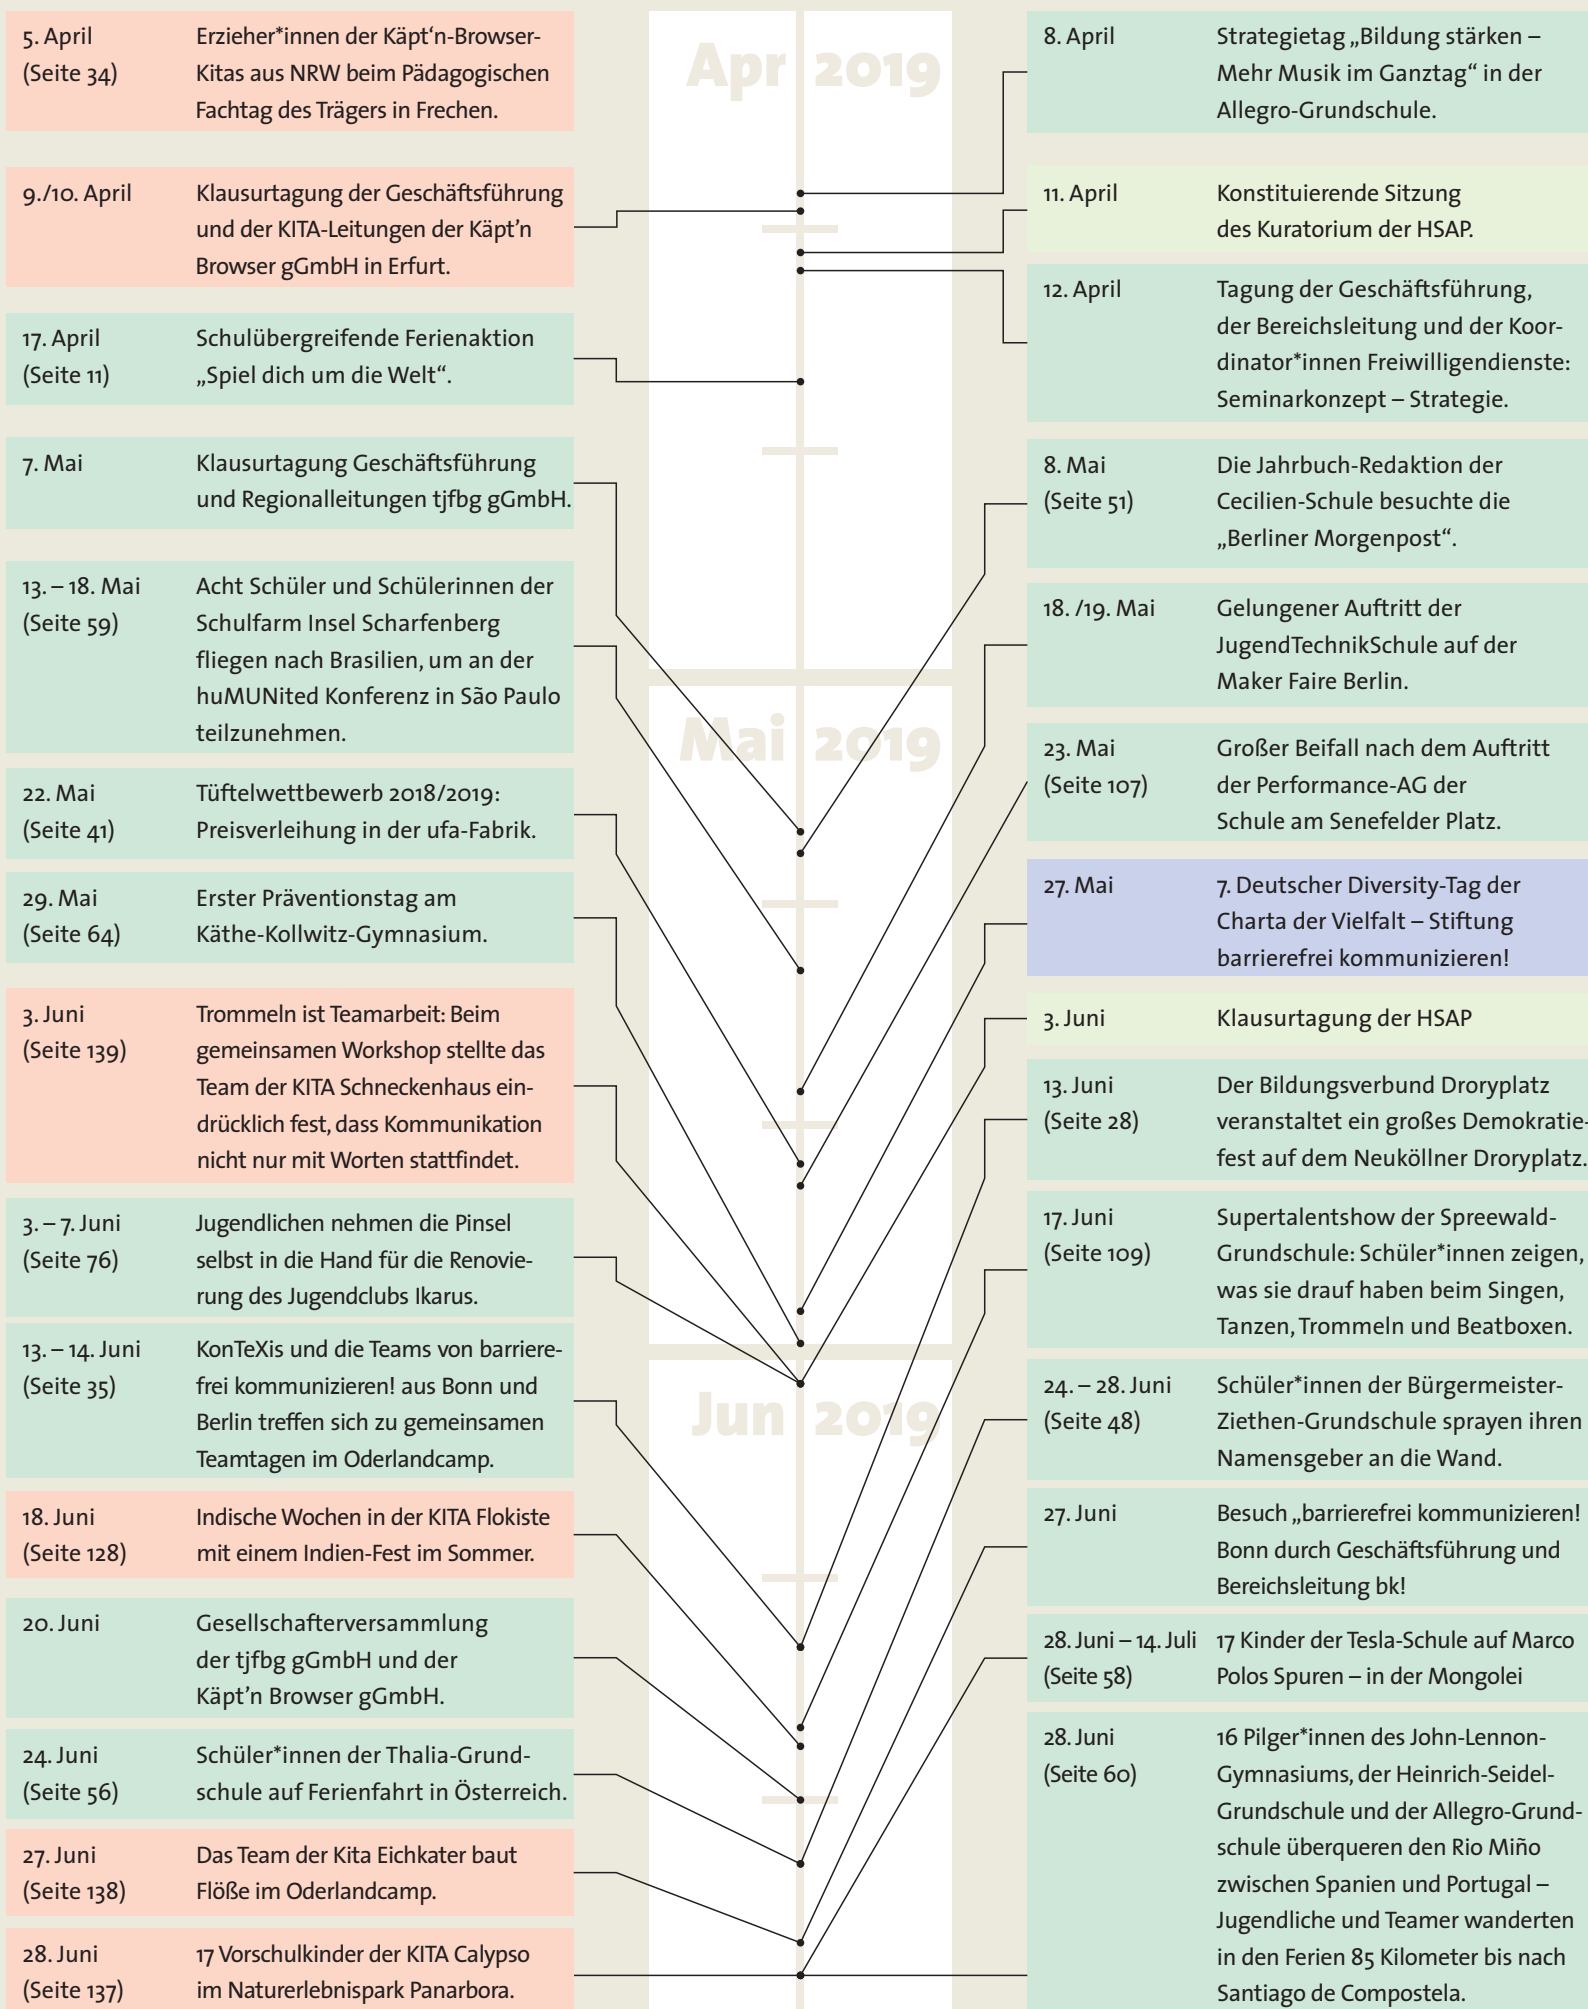 5. April
(Seite 34)
Erzieher*innen der Käpt‘n-Browser-
Kitas aus NRW beim Pädagogischen
Fachtag des Trägers in Frechen.
9./10. April
Klausurtagung der Geschäftsführung
und der KITA-Leitungen der Käpt’n
Browser gGmbH in Erfurt.
17. April
(Seite 11)
Schulübergreifende Ferienaktion
„Spiel dich um die Welt“.
7. Mai
Klausurtagung Geschäftsführung
und Regionalleitungen tjfbg gGmbH.
13. – 18. Mai
(Seite 59)
Acht Schüler und Schülerinnen der
Schulfarm Insel Scharfenberg
fliegen nach Brasilien, um an der
huMUNited Konferenz in São Paulo
teilzunehmen.
22. Mai
(Seite 41)
Tüftelwettbewerb 2018/2019:
Preisverleihung in der ufa-Fabrik.
29. Mai
(Seite 64)
Erster Präventionstag am
Käthe-Kollwitz-Gymnasium.
3. Juni
(Seite 139)
Trommeln ist Teamarbeit: Beim
gemeinsamen Workshop stellte das
Team der KITA Schneckenhaus ein-
drücklich fest, dass Kommunikation
nicht nur mit Worten stattfindet.
3. – 7. Juni
(Seite 76)
Jugendlichen nehmen die Pinsel
selbst in die Hand für die Renovie-
rung des Jugendclubs Ikarus.
13. – 14. Juni
(Seite 35)
KonTeXis und die Teams von barriere-
frei kommunizieren! aus Bonn und
Berlin treffen sich zu gemeinsamen
Teamtagen im Oderlandcamp.
18. Juni
(Seite 128)
Indische Wochen in der KITA Flokiste
mit einem Indien-Fest im Sommer.
20. Juni
Gesellschafterversammlung
der tjfbg gGmbH und der
Käpt’n Browser gGmbH.
24. Juni
(Seite 56)
Schüler*innen der Thalia-Grund-
schule auf Ferienfahrt in Österreich.
27. Juni
(Seite 138)
Das Team der Kita Eichkater baut
Flöße im Oderlandcamp.
28. Juni
(Seite 137)
17 Vorschulkinder der KITA Calypso
im Naturerlebnispark Panarbora.
Apr 2019
Mai 2019
Jun 2019
8. April
Strategietag „Bildung stärken –
Mehr Musik im Ganztag“ in der
Allegro-Grundschule.
11. April
Konstituierende Sitzung
des Kuratorium der HSAP.
12. April
Tagung der Geschäftsführung,
der Bereichsleitung und der Koor-
dinator*innen Freiwilligendienste:
Seminarkonzept – Strategie.
8. Mai
(Seite 51)
Die Jahrbuch-Redaktion der
Cecilien-Schule besuchte die
„Berliner Morgenpost“.
18. /19. Mai
Gelungener Auftritt der
JugendTechnikSchule auf der
Maker Faire Berlin.
23. Mai
(Seite 107)
Großer Beifall nach dem Auftritt
der Performance-AG der
Schule am Senefelder Platz.
27. Mai
7. Deutscher Diversity-Tag der
Charta der Vielfalt – Stiftung
barrierefrei kommunizieren!
3. Juni
Klausurtagung der HSAP
13. Juni
(Seite 28)
Der Bildungsverbund Droryplatz
veranstaltet ein großes Demokratie-
fest auf dem Neuköllner Droryplatz.
17. Juni
(Seite 109)
Supertalentshow der Spreewald-
Grundschule: Schüler*innen zeigen,
was sie drauf haben beim Singen,
Tanzen, Trommeln und Beatboxen.
24. – 28. Juni
(Seite 48)
Schüler*innen der Bürgermeister-
Ziethen-Grundschule sprayen ihren
Namensgeber an die Wand.
27. Juni
Besuch „barrierefrei kommunizieren!
Bonn durch Geschäftsführung und
Bereichsleitung bk!
28. Juni – 14. Juli
(Seite 58)
17 Kinder der Tesla-Schule auf Marco
Polos Spuren – in der Mongolei
28. Juni
(Seite 60)
16 Pilger*innen des John-Lennon-
Gymnasiums, der Heinrich-Seidel-
Grundschule und der Allegro-Grund-
schule überqueren den Rio Miño
zwischen Spanien und Portugal –
Jugendliche und Teamer wanderten
in den Ferien 85 Kilometer bis nach
Santiago de Compostela.